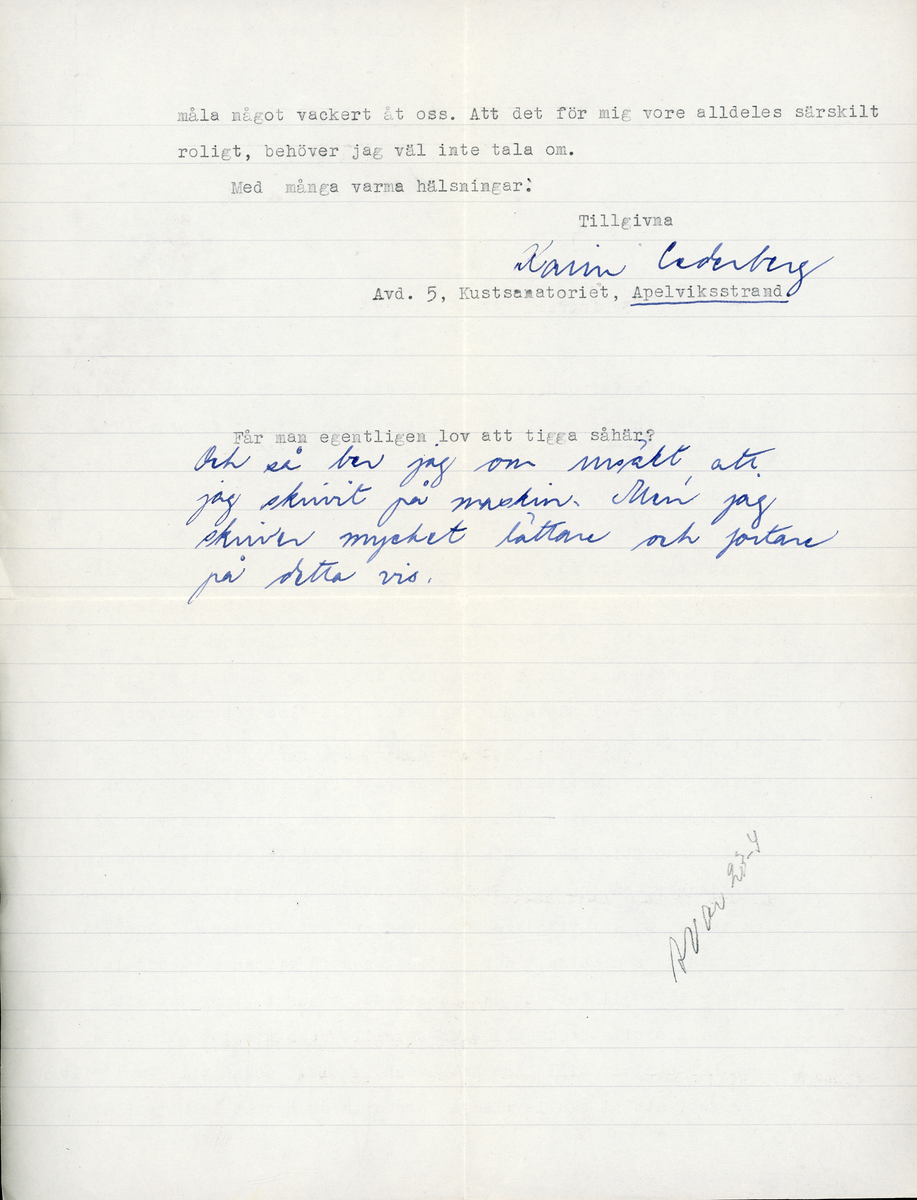 måla något vackert åt oss. Att det för mig vore alldeles särskilt
roligt, behöver jag väl inte tala om.
Med många varma hälsningar:
Tillgivna
Karin Cederberg
Avd. 5, Kustsanatoriet, Apelviksstrand
Får man egentligen lov att tigga såhär?
Och så ber jag om ursäkt, att
jag skrivit på maskin. Men jag
skriver mycket lättare och fortare
på detta vis.